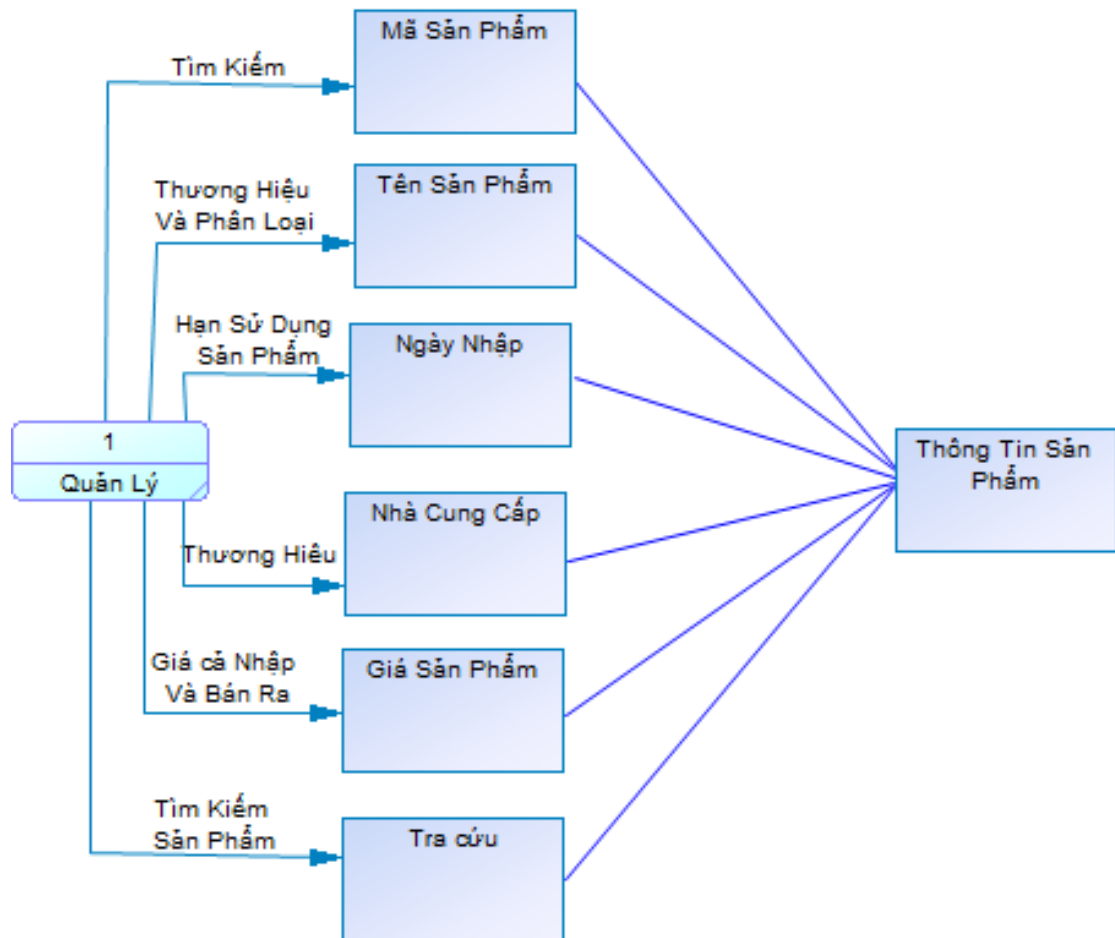 Mã Sản Phẩm
Tìm Kiếm
Tên Sản Phẩm
Thương Hiệu
Và Phân Loại
Hạn Sử Dụng
Sản Phẩm
Ngày Nhập
1
Quản Lý
Thông Tin Sản
Phẩm
Nhà Cung Cấp
Thương Hiêu
Giá cả Nhập
Và Bán Ra
Giá Sản Phẩm
Tìm Kiếm
Sản Phẩm
Tra cứu